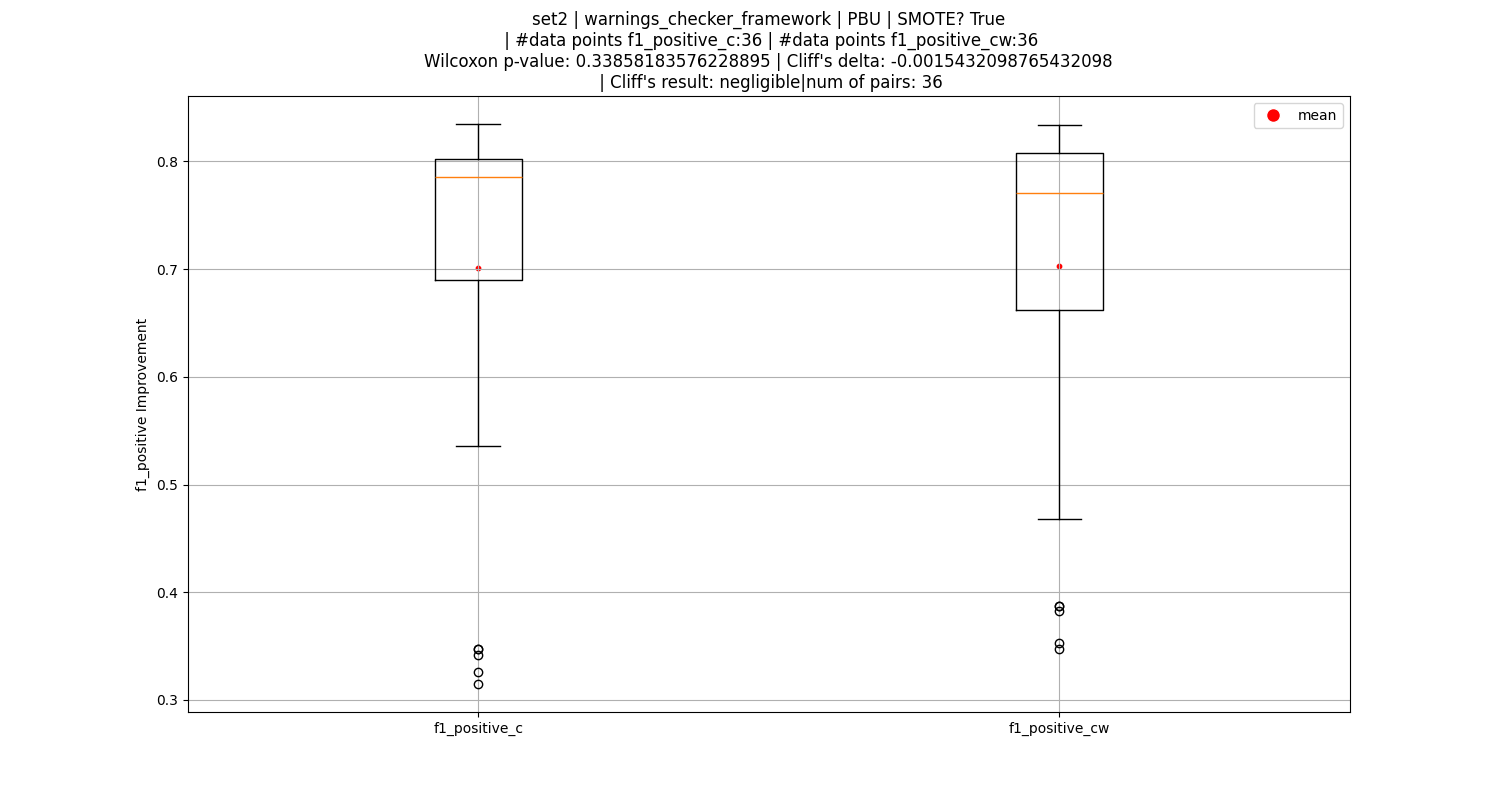 set2 | warnings_checker_framework | PBU | SMOTE? True
| #data points f1_positive_c:36 | #data points f1_positive_cw:36
Wilcoxon p-value: 0.33858183576228895 | Cliff's delta: -0.0015432098765432098
| Cliff's result: negligible|num of pairs: 36
mean
0.8
0.7
0.6
0.5
0.4
0.3
f1_positive Improvement
f1_positive_c
f1_positive_cw